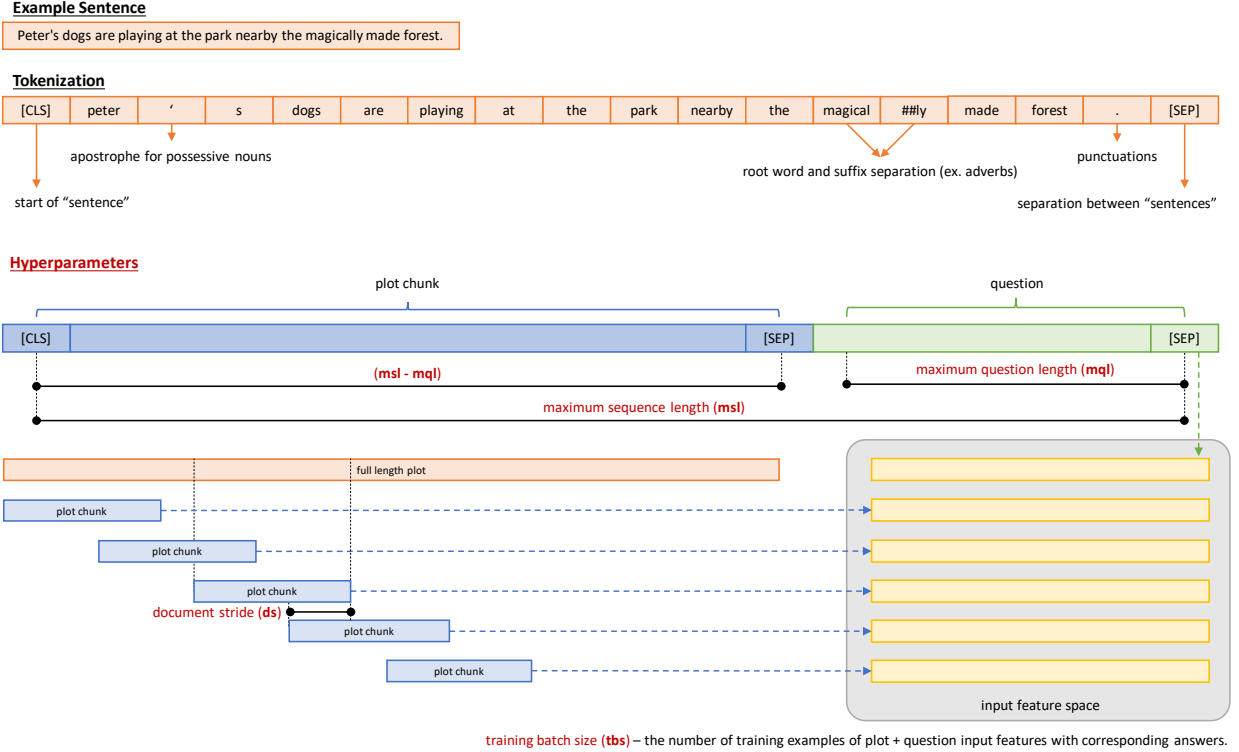 Example Sentence
Peter's dogs are playing at the park nearby the magically made forest.
Tokenization
[CLS] peter ‘ s dogs are playing at the park nearby the magical ##ly made forest . [SEP]
apostrophe for possessive nouns
root word and suffix separation (ex. adverbs)
punctuations
start of “sentence”
separation between “sentences”
Hyperparameters
plot chunk
question
[CLS] [SEP] [SEP]
(msl - mql)
maximum question length (mql)
maximum sequence length (msl)
full length plot
plot chunk
plot chunk
plot chunk
document stride (ds)
plot chunk
plot chunk
input feature space
training batch size (tbs) – the number of training examples of plot + question input features with corresponding answers.